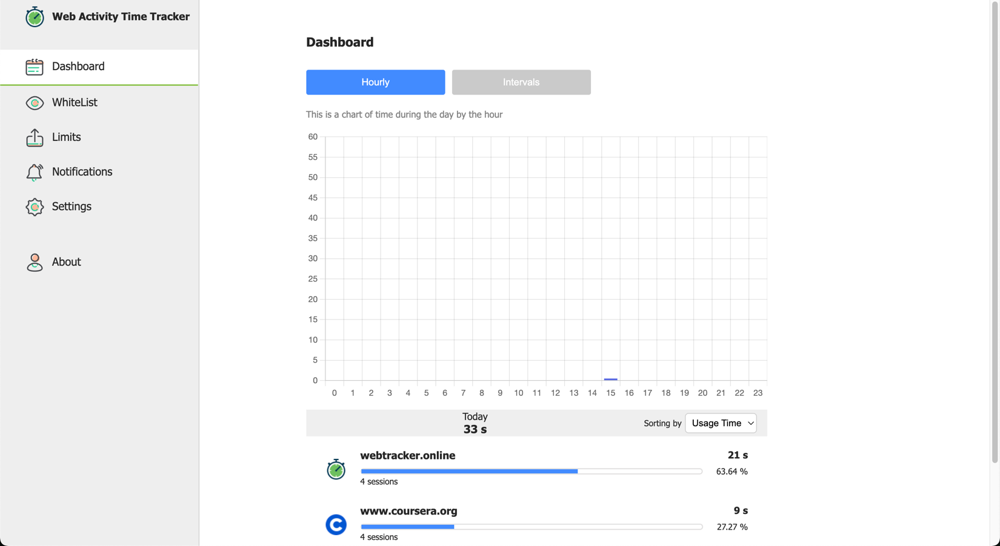 Web Activity Time Tracker
Dashboard
WhiteList
Limits
Notifications
Settings
About
Dashboard
Hourly
Intervals
This is a chart of time during the day by the hour
60
55
50
45
40
35
30
25
20
15
10
5
0
0 1 2 3 4 5 6 7 8 9 10 11 12 13 14 15 16 17 18 19 20 21 22 23
Today
33 s
Sorting by Usage Time
webtracker.online 21 s
63.64 %
4 sessions
www.coursera.org 9 s
27.27 %
4 sessions